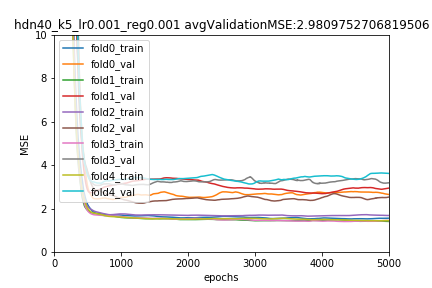 hdn40_k5_lr0.001_reg0.001 avgValidationMSE:2.9809752706819506
10
8
6
4
2
0
MSE
fold0_train
fold0_val
fold1_train
fold1_val
fold2_train
fold2_val
fold3_train
fold3_val
fold4_train
fold4_val
0 1000 2000 3000 4000 5000
epochs